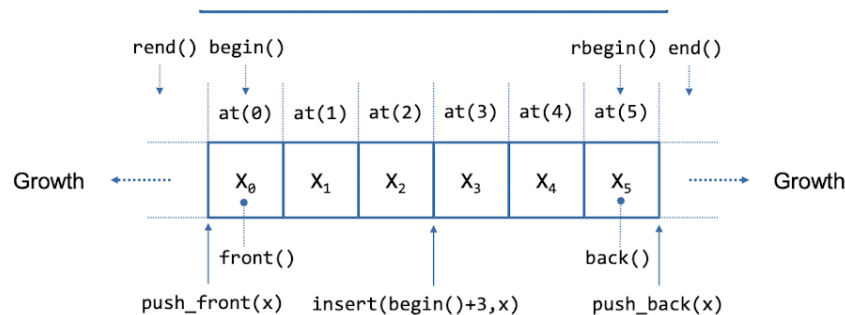 rend() begin() rbegin() end()
at(0) at(1) at(2) at(3) at(4) at(5)
Growth X0 X1 X2 X3 X4 X5 Growth
front() back()
push_front(x) insert(begin()+3,x) push_back(x)